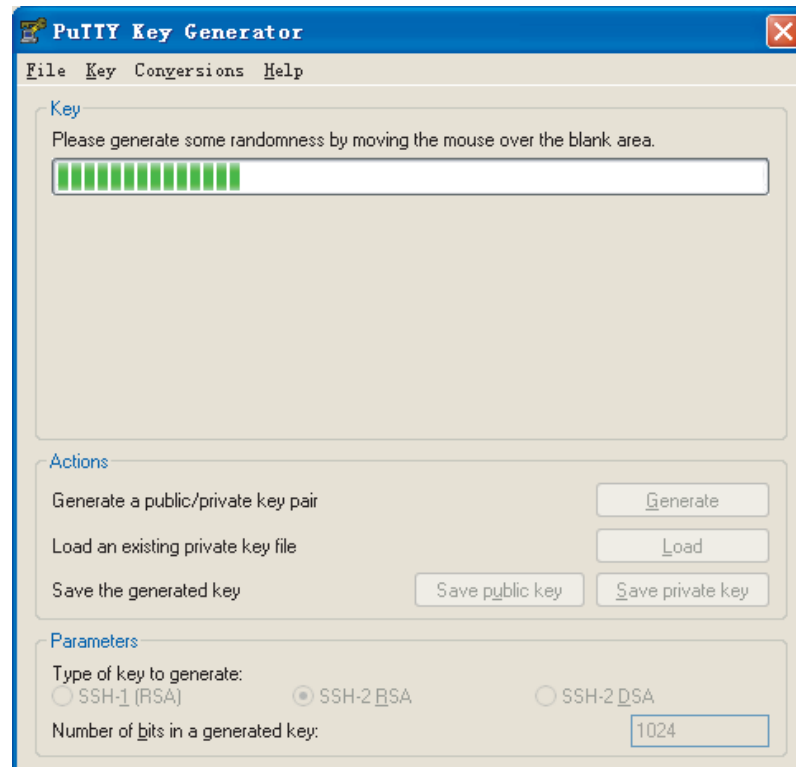 PuTTY Key Generator
File Key Conversions Help
Key
Please generate some randomness by moving the mouse over the blank area.
Actions
Generate a public/private key pair
Generate
Load an existing private key file
Load
Save the generated key
Save public key
Save private key
Parameters
Type of key to generate:
SSH-1 (RSA)
SSH-2 RSA
SSH-2 DSA
Number of bits in a generated key:
1024